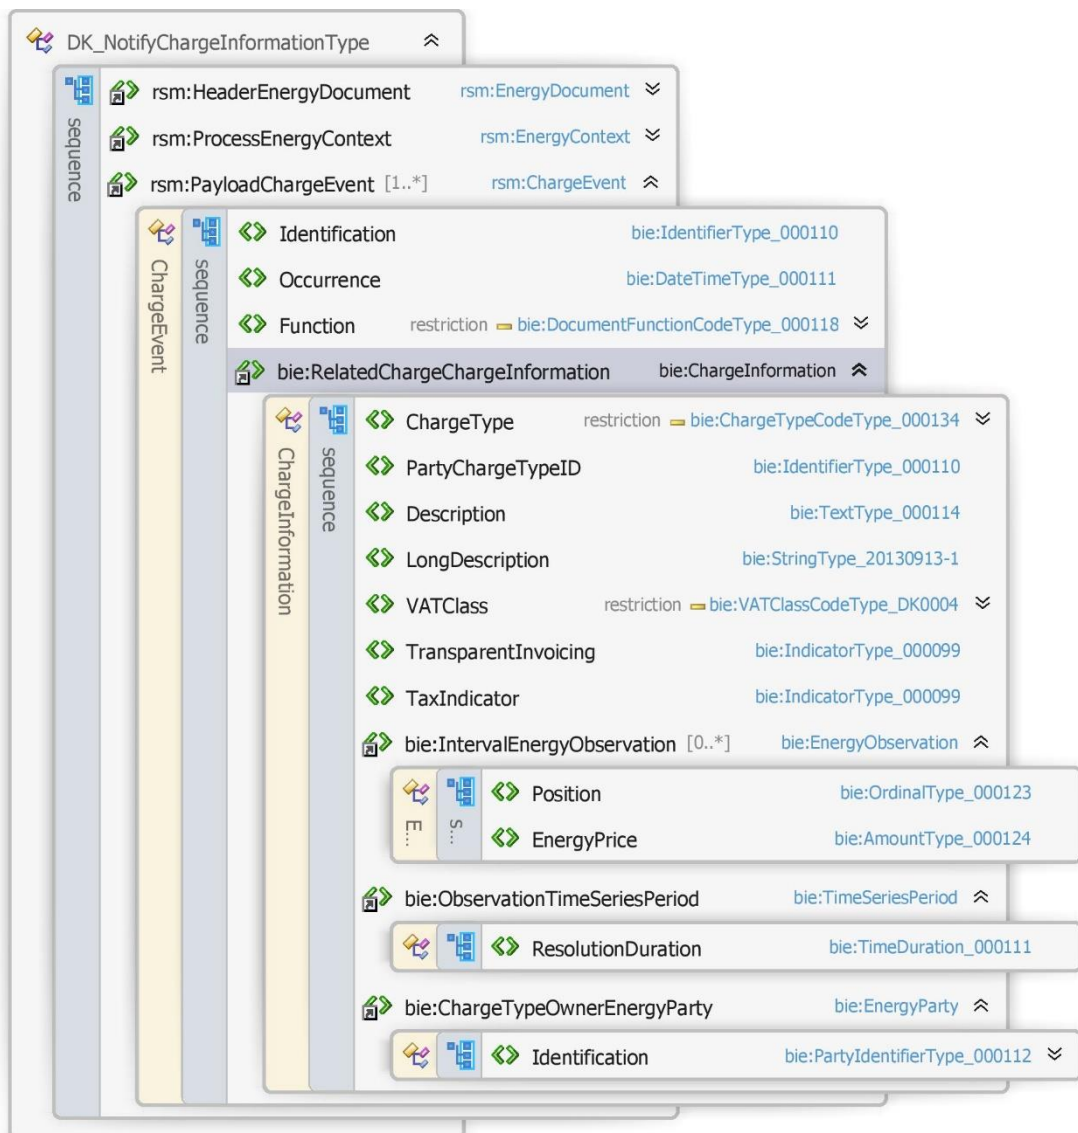 DK_NotifyChargeInformationType
sequence
rsm:HeaderEnergyDocument rsm:EnergyDocument
rsm:ProcessEnergyContext rsm:EnergyContext
rsm:PayloadChargeEvent [1..*] rsm:ChargeEvent
ChargeEvent
sequence
Identification bie:IdentifierType_000110
Occurrence bie:DateTimeType_000111
Function restriction bie:DocumentFunctionCodeType_000118
bie:RelatedChargeChargeInformation bie:ChargeInformation
ChargeInformation
sequence
ChargeType restriction bie:ChargeTypeCodeType_000134
PartyChargeTypeID bie:IdentifierType_000110
Description bie:TextType_000114
LongDescription bie:StringType_20130913-1
VATClass restriction bie:VATClassCodeType_DK0004
TransparentInvoicing bie:IndicatorType_000099
TaxIndicator bie:IndicatorType_000099
bie:IntervalEnergyObservation [0..*] bie:EnergyObservation
E...
s...
Position bie:OrdinalType_000123
EnergyPrice bie:AmountType_000124
bie:ObservationTimeSeriesPeriod bie:TimeSeriesPeriod
ResolutionDuration bie:TimeDuration_000111
bie:ChargeTypeOwnerEnergyParty bie:EnergyParty
Identification bie:PartyIdentifierType_000112